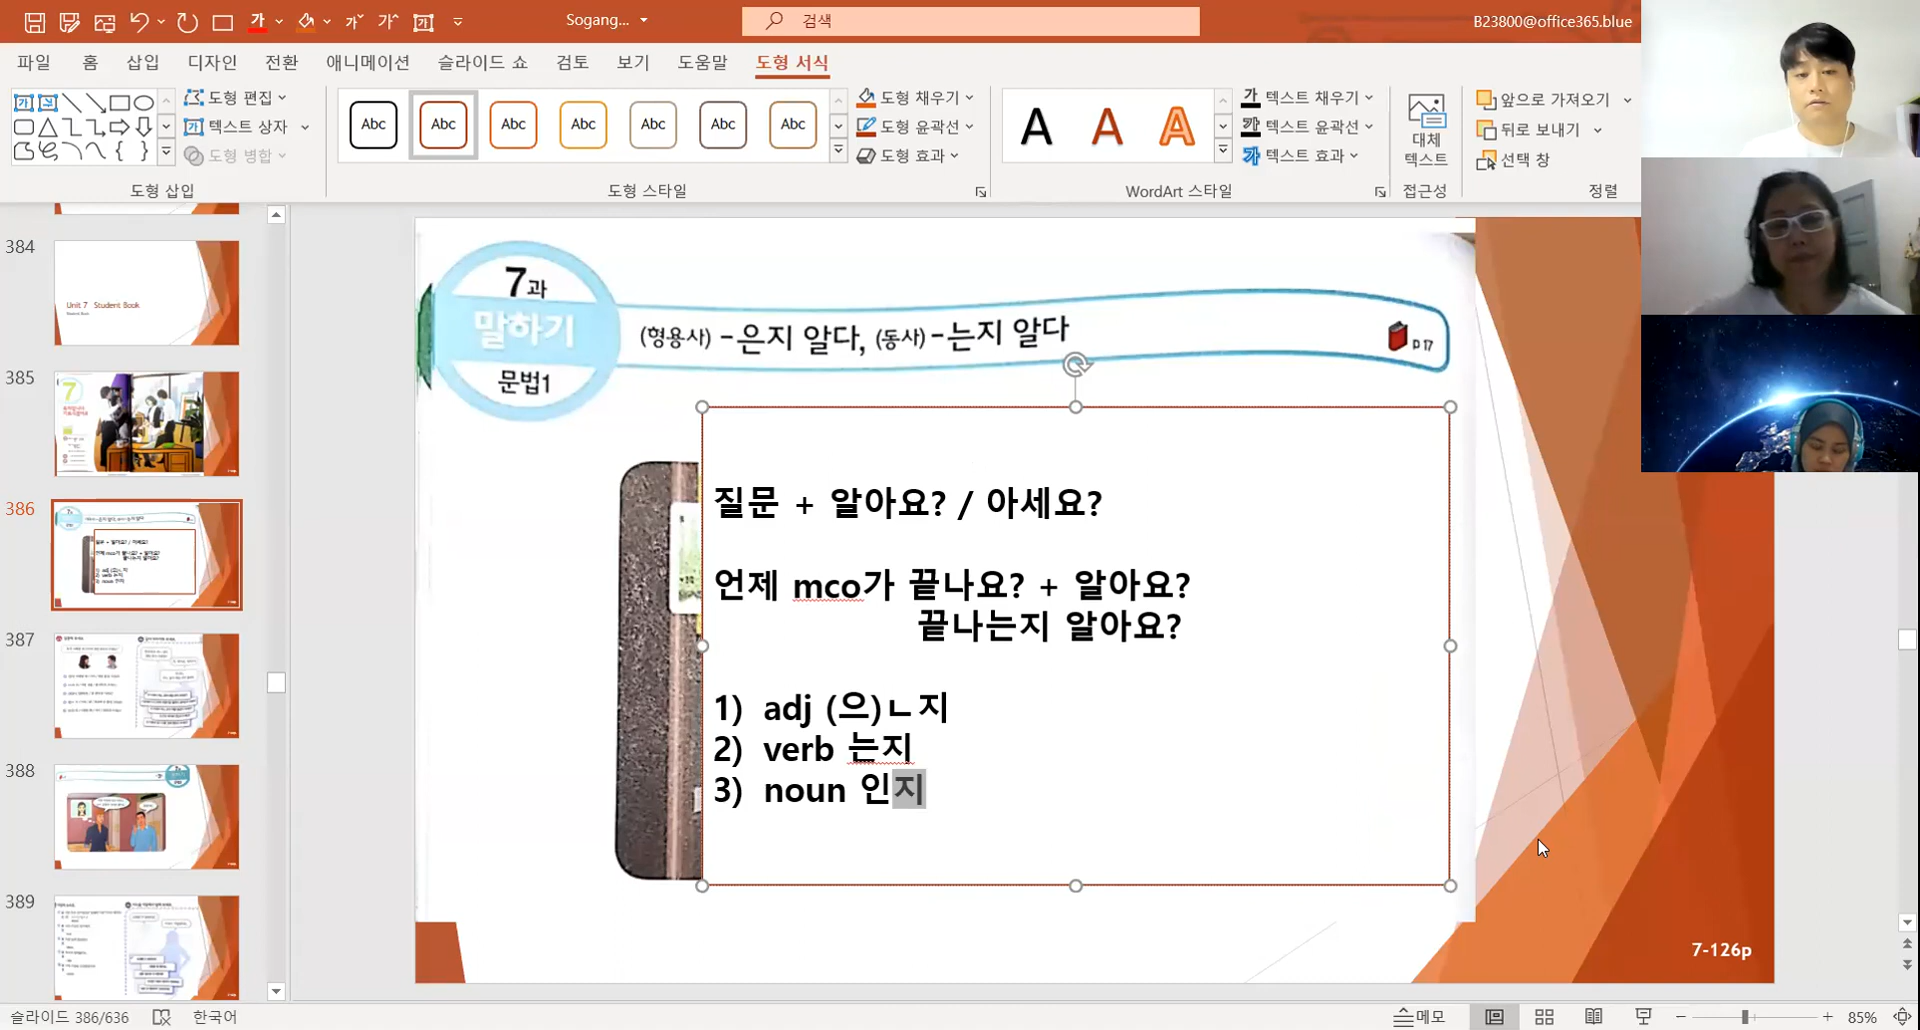 Sogang...
검색
B23800@office365.blue
파일 홈 삽입 디자인 전환 애니메이션 슬라이드 쇼 검토 보기 도움말 도형 서식
도형 편집
텍스트 상자
도형 병합
도형 삽입
Abc Abc Abc Abc Abc Abc Abc
도형 채우기
도형 윤곽선
도형 효과
도형 스타일
A A A
텍스트 채우기
텍스트 윤곽선
텍스트 효과
WordArt 스타일
대체
텍스트
접근성
앞으로 가져오기
뒤로 보내기
선택 창
정렬
384
Unit 7 Student Book
385
7
386
387
388
389
7과
말하기
문법1
(형용사) -은지 알다, (동사) -는지 알다
p 17
질문 + 알아요? / 아세요?
언제 mco가 끝나요? + 알아요?
끝나는지 알아요?
1) adj (으)ㄴ지
2) verb 는지
3) noun 인지
7-126p
슬라이드 386/636
한국어
메모
85%